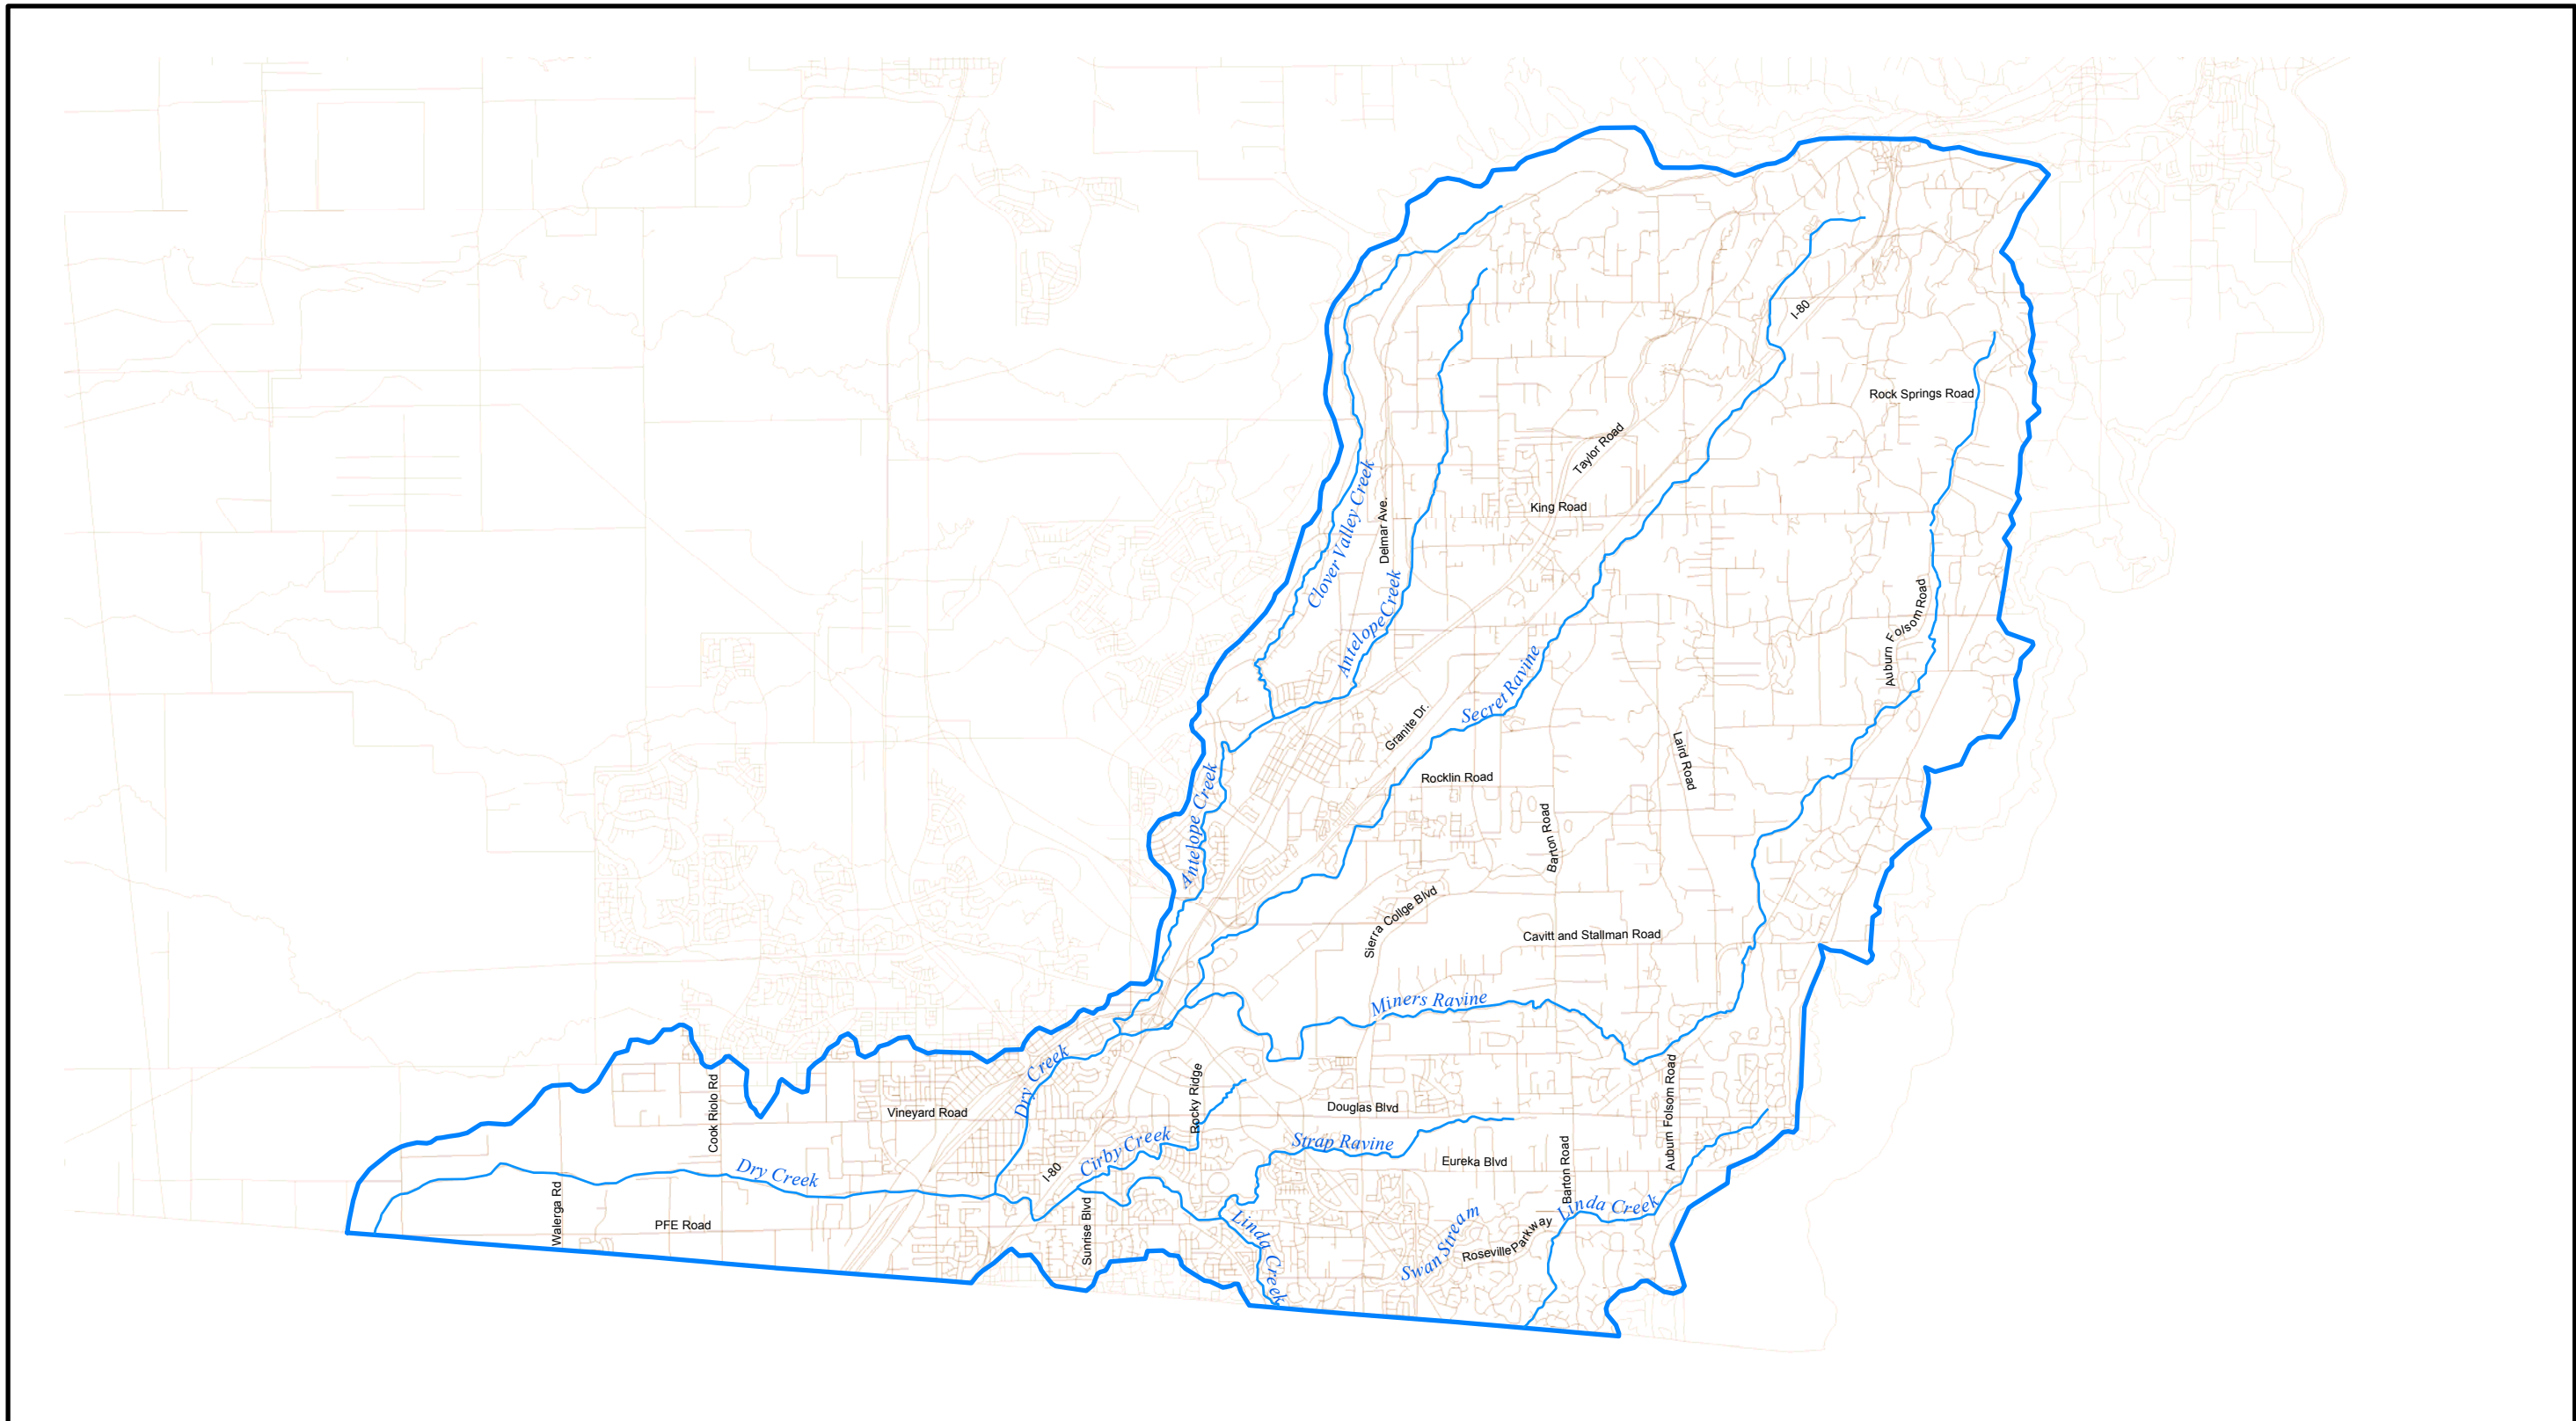 I-80
Rock Springs Road
Taylor Road
Clover Valley Creek
Delmar Ave.
King Road
Antelope Creek
Auburn Folsom Road
Secret Ravine
Granite Dr.
Laird Road
Rocklin Road
Antelope Creek
Barton Road
Sierra Collge Blvd
Cavitt and Stallman Road
Miners Ravine
Dry Creek
Rocky Ridge
Cook Riolo Rd
Vineyard Road
Douglas Blvd
Auburn Folsom Road
Cirby Creek
Strap Ravine
Eureka Blvd
Barton Road
Dry Creek
I-80
Linda Creek
Walerga Rd
PFE Road
Sunrise Blvd
Linda Creek
Swan Stream
Roseville Parkway